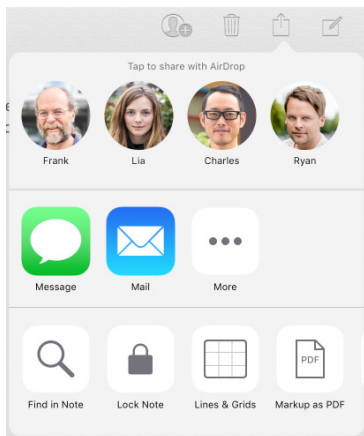 Tap to share with AirDrop
Frank Lia Charles Ryan
Message Mail More
PDF
Find in Note Lock Note Lines & Grids Markup as PDF